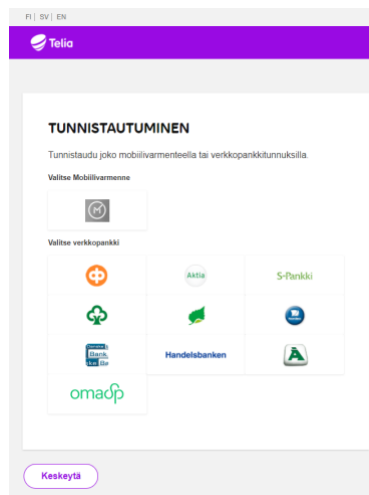 FI | SV | EN
Telia
TUNNISTAUTUMINEN
Tunnistaudu joko mobiilivarmenteella tai verkkopankkitunnuksilla.
Valitse Mobiilivarmenne
M
Valitse verkkopankki
Aktia
S-Pankki
Bank
Handelsbanken
A
omasp
Keskeytä